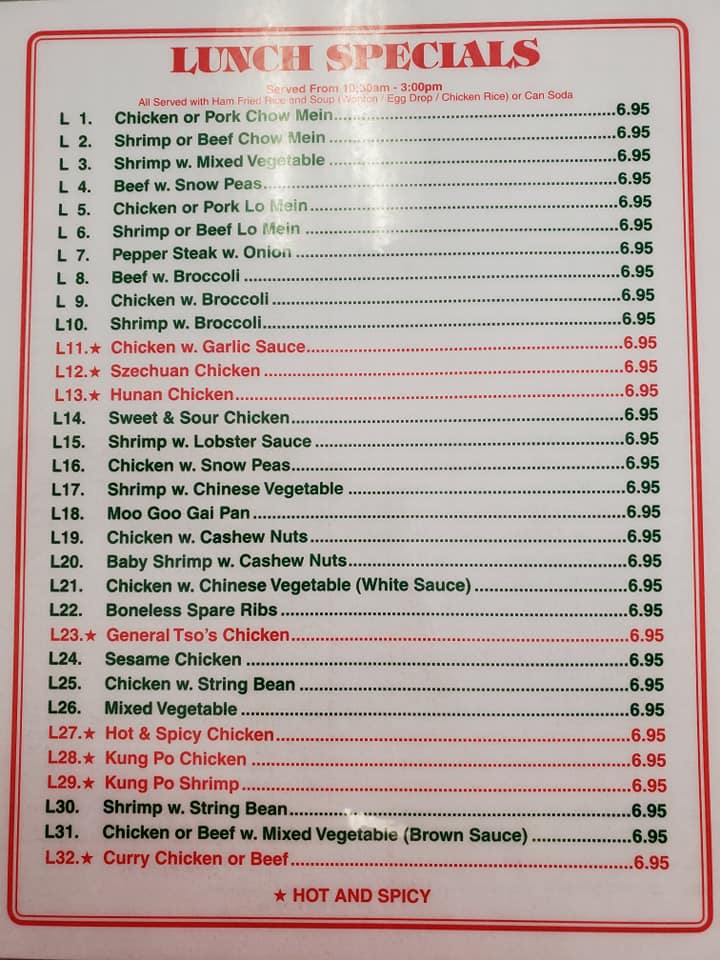 LUNCH SPECIALS
Served From 10:30am - 3:00pm
All Served with Ham Fried Rice and Soup (Wonton / Egg Drop / Chicken Rice) or Can Soda
L 1. Chicken or Pork Chow Mein 6.95
L 2. Shrimp or Beef Chow Mein 6.95
L 3. Shrimp w. Mixed Vegetable 6.95
L 4. Beef w. Snow Peas 6.95
L 5. Chicken or Pork Lo Mein 6.95
L 6. Shrimp or Beef Lo Mein 6.95
L 7. Pepper Steak w. Onion 6.95
L 8. Beef w. Broccoli 6.95
L 9. Chicken w. Broccoli 6.95
L10. Shrimp w. Broccoli 6.95
L11.★ Chicken w. Garlic Sauce 6.95
L12.★ Szechuan Chicken 6.95
L13.★ Hunan Chicken 6.95
L14. Sweet & Sour Chicken 6.95
L15. Shrimp w. Lobster Sauce 6.95
L16. Chicken w. Snow Peas 6.95
L17. Shrimp w. Chinese Vegetable 6.95
L18. Moo Goo Gai Pan 6.95
L19. Chicken w. Cashew Nuts 6.95
L20. Baby Shrimp w. Cashew Nuts 6.95
L21. Chicken w. Chinese Vegetable (White Sauce) 6.95
L22. Boneless Spare Ribs 6.95
L23.★ General Tso's Chicken 6.95
L24. Sesame Chicken 6.95
L25. Chicken w. String Bean 6.95
L26. Mixed Vegetable 6.95
L27.★ Hot & Spicy Chicken 6.95
L28.★ Kung Po Chicken 6.95
L29.★ Kung Po Shrimp 6.95
L30. Shrimp w. String Bean 6.95
L31. Chicken or Beef w. Mixed Vegetable (Brown Sauce) 6.95
L32.★ Curry Chicken or Beef 6.95
★ HOT AND SPICY